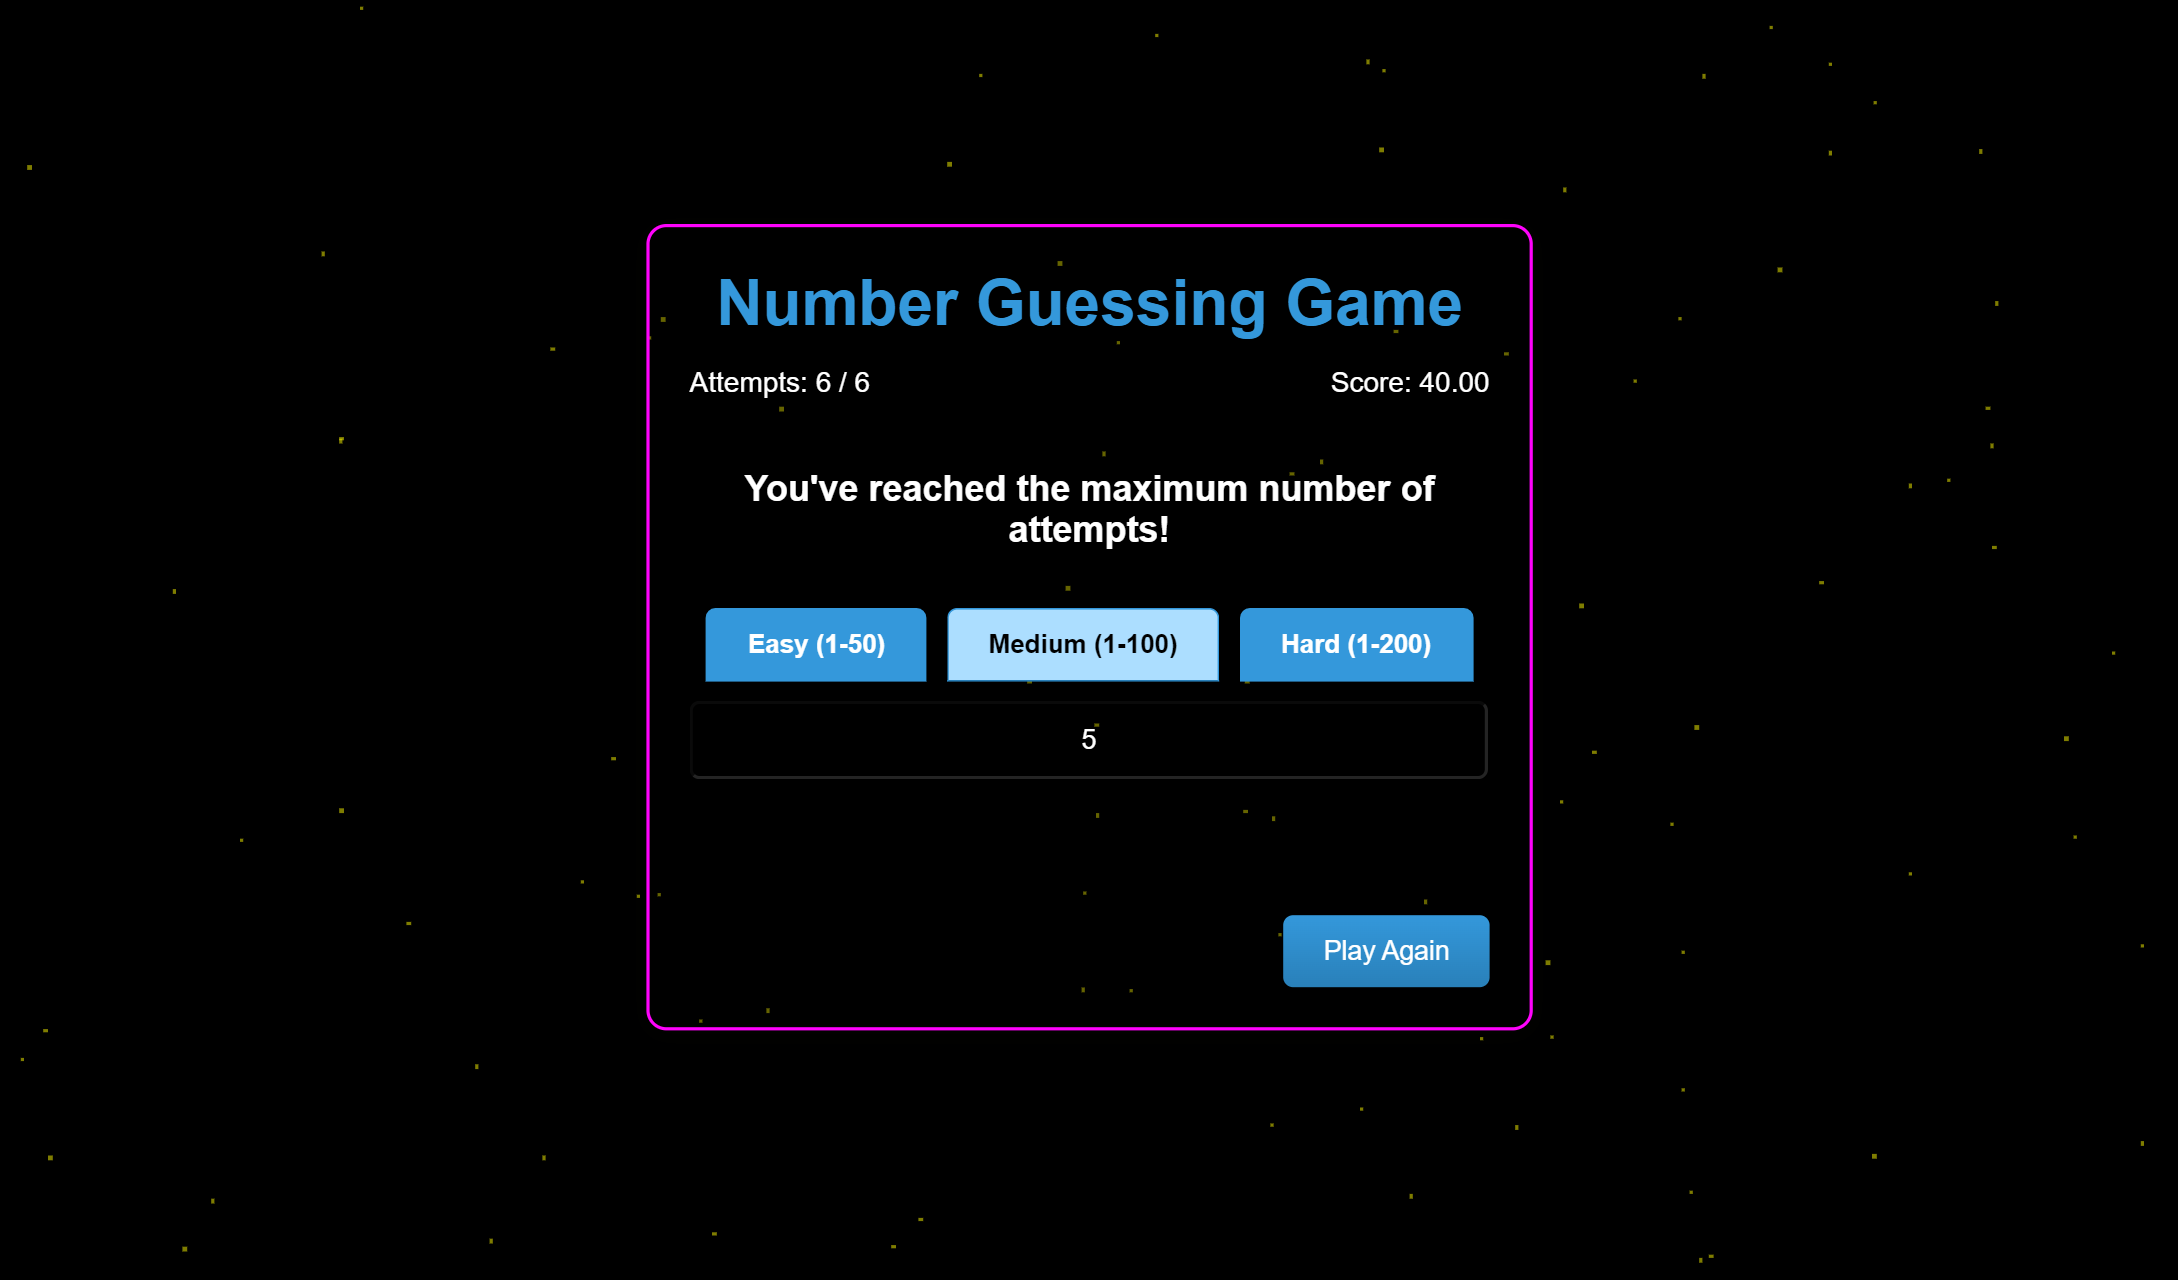 Number Guessing Game
Attempts: 6 / 6 Score: 40.00
You've reached the maximum number of
attempts!
Easy (1-50) Medium (1-100) Hard (1-200)
5
Play Again